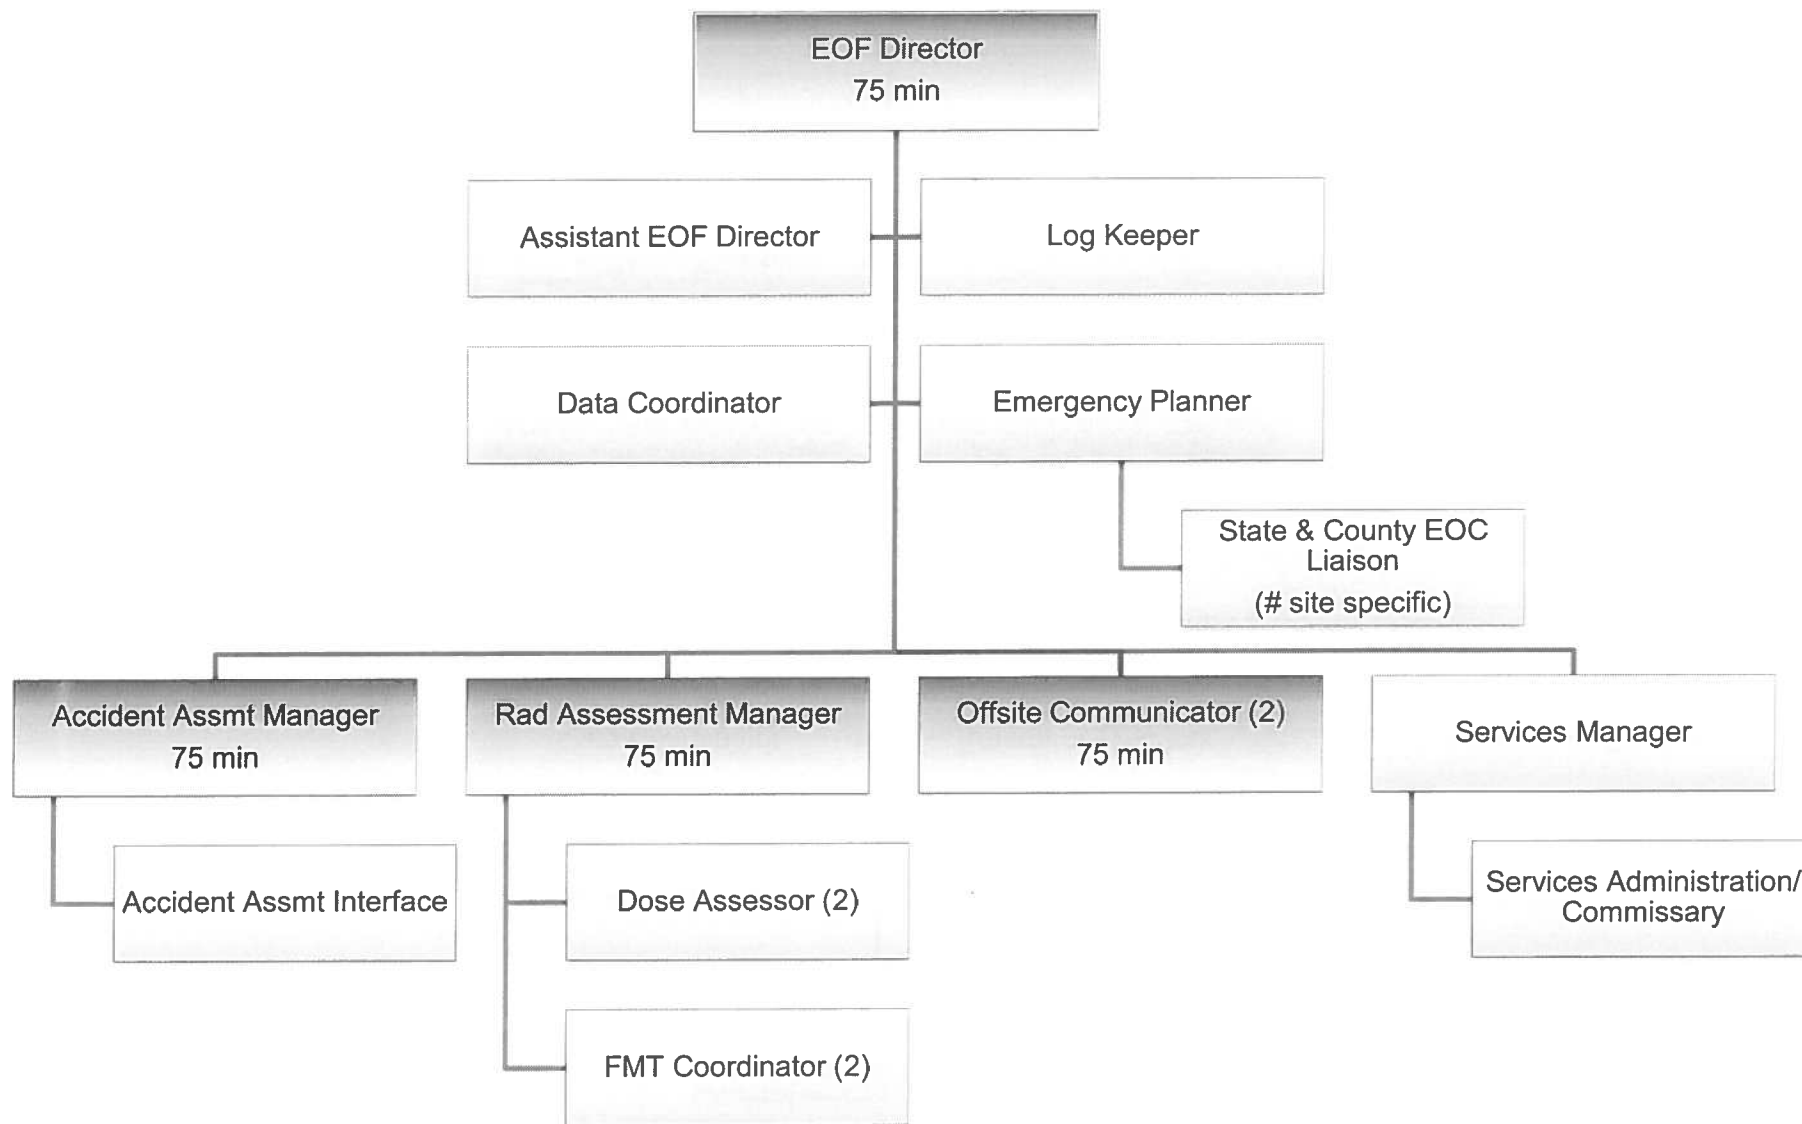 EOF Director
75 min
Assistant EOF Director
Log Keeper
Data Coordinator
Emergency Planner
State & County EOC
Liaison
(# site specific)
Accident Assmt Manager
75 min
Rad Assessment Manager
75 min
Offsite Communicator (2)
75 min
Services Manager
Accident Assmt Interface
Dose Assessor (2)
Services Administration/
Commissary
FMT Coordinator (2)